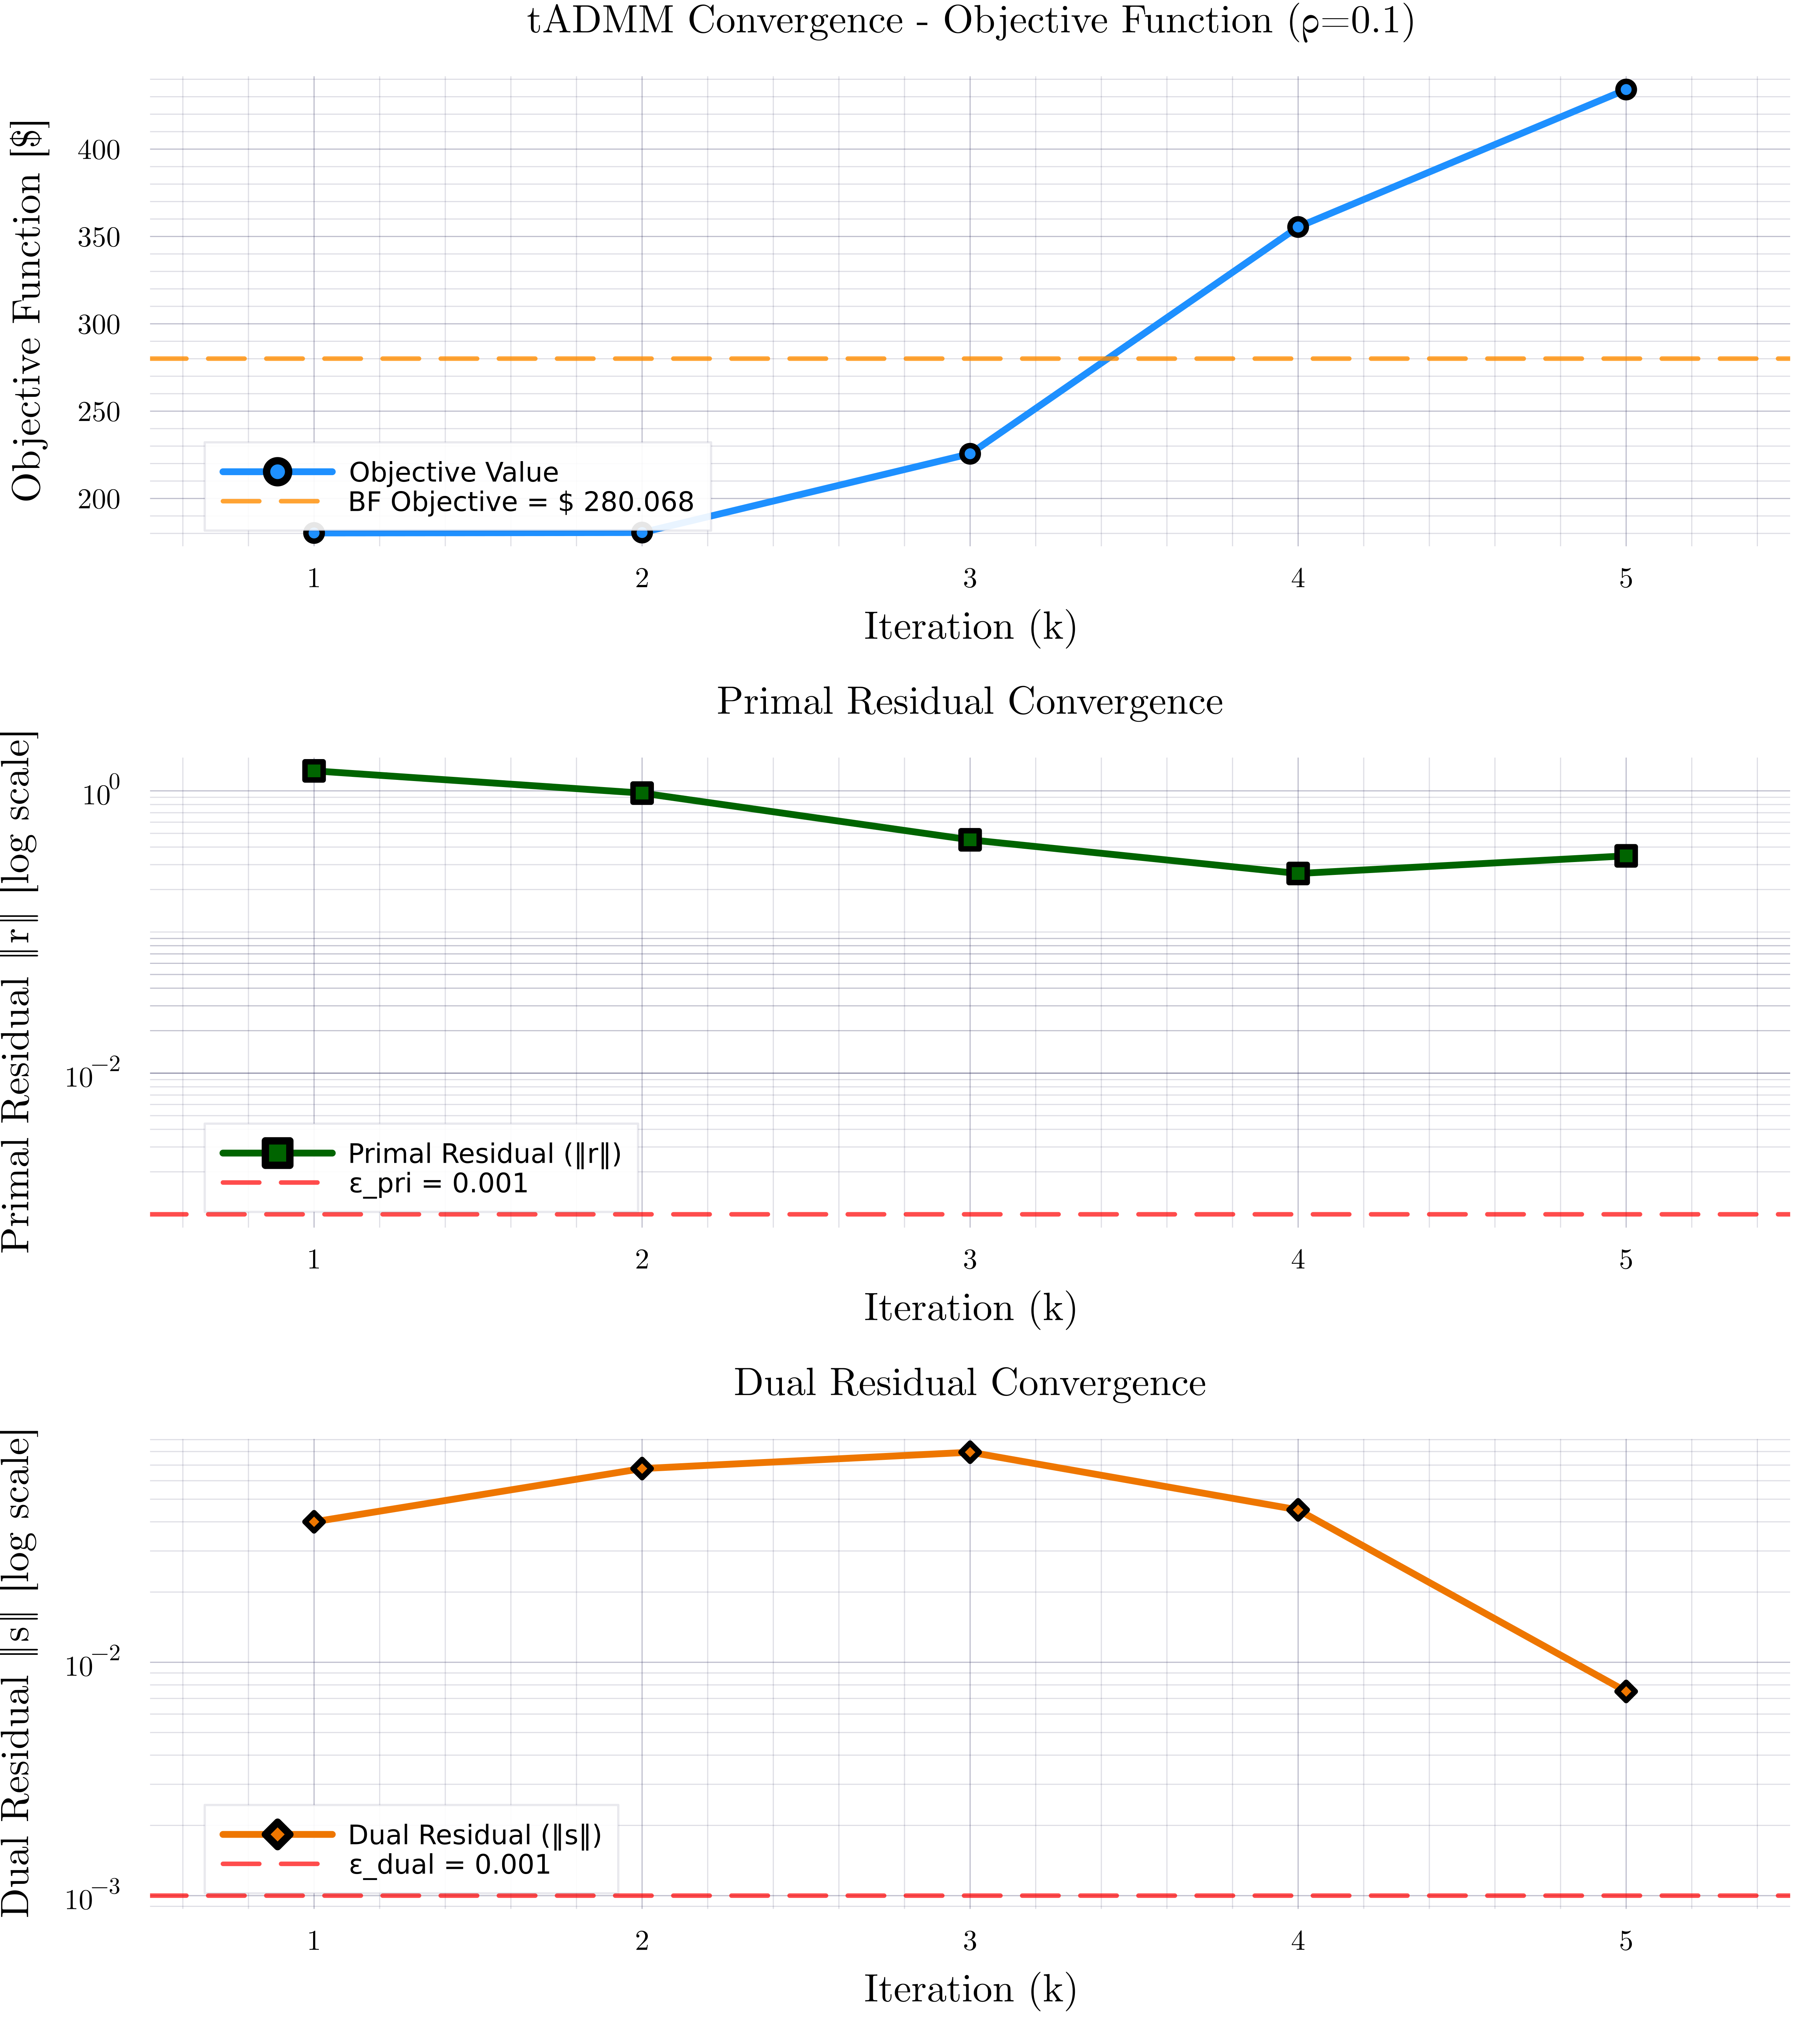 tADMM Convergence - Objective Function (ρ=0.1)
Objective Function [$]
400
350
300
250
200
Objective Value
BF Objective = $ 280.068
1 2 3 4 5
Iteration (k)
Primal Residual Convergence
Primal Residual ‖r‖ [log scale]
10⁰
10⁻²
Primal Residual (‖r‖)
ε_pri = 0.001
1 2 3 4 5
Iteration (k)
Dual Residual Convergence
Dual Residual ‖s‖ [log scale]
10⁻²
10⁻³
Dual Residual (‖s‖)
ε_dual = 0.001
1 2 3 4 5
Iteration (k)